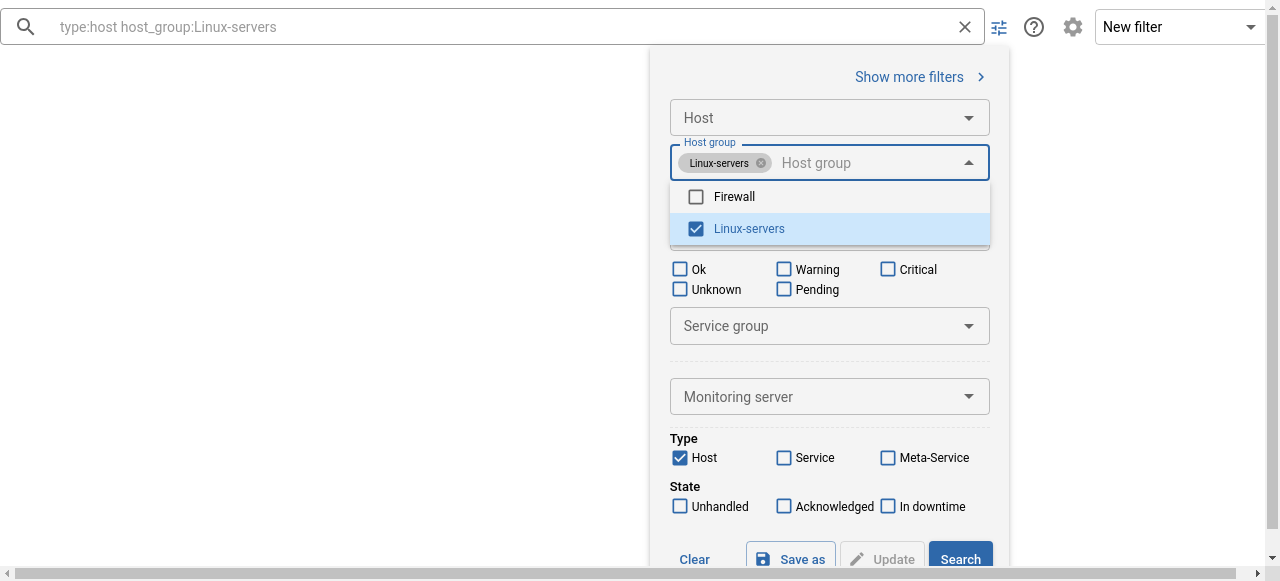 type:host host_group:Linux-servers
New filter
Show more filters
Host
Host group
Linux-servers Host group
Firewall
Linux-servers
Ok Warning Critical
Unknown Pending
Service group
Monitoring server
Type
Host Service Meta-Service
State
Unhandled Acknowledged In downtime
Clear Save as Update Search